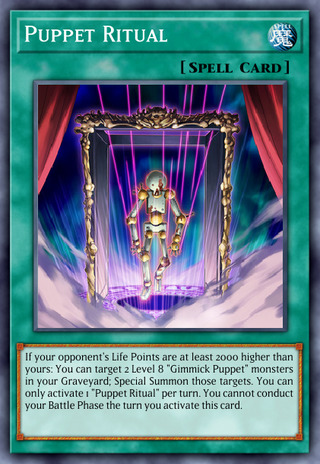 Puppet Ritual
[ Spell Card ]
If your opponent's Life Points are at least 2000 higher than
yours: You can target 2 Level 8 "Gimmick Puppet" monsters
in your Graveyard; Special Summon those targets. You can
only activate 1 "Puppet Ritual" per turn. You cannot conduct
your Battle Phase the turn you activate this card.